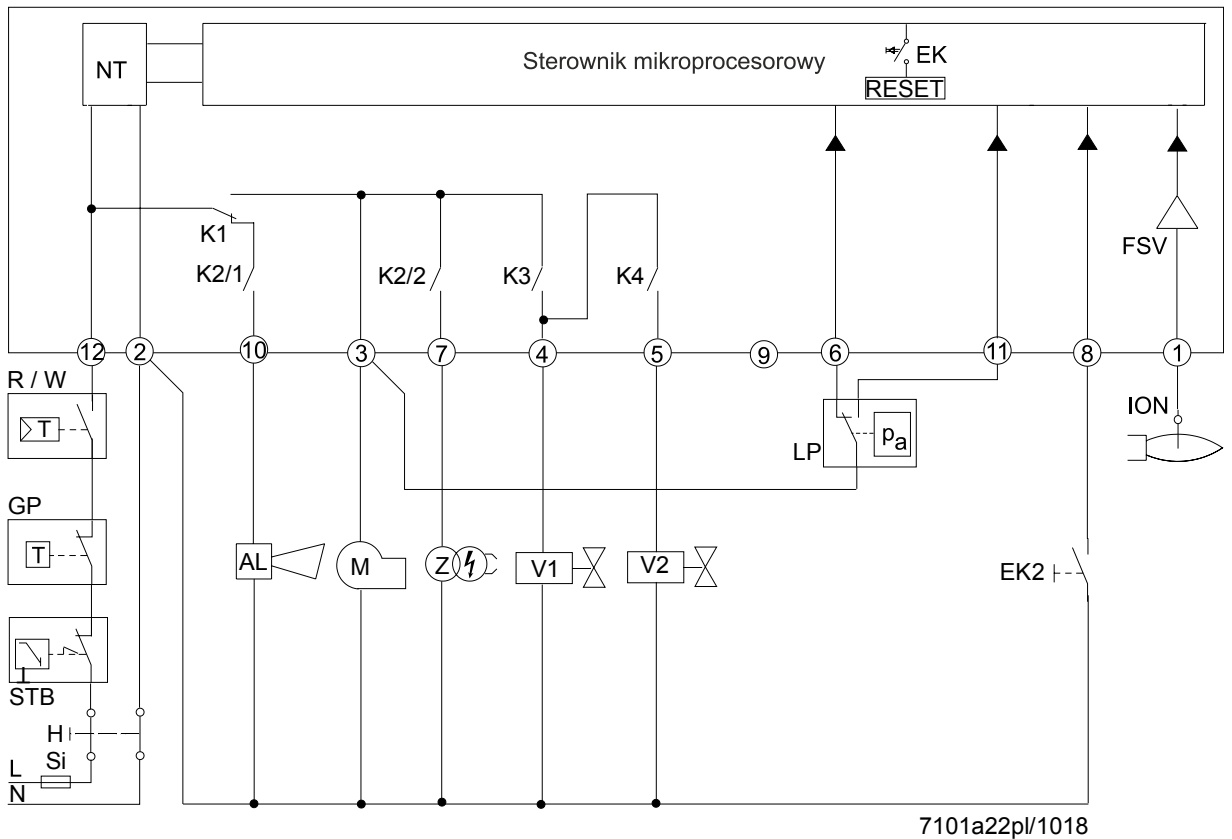 NT
Sterownik mikroprocesorowy
EK
RESET
K1
K2/1
K2/2
K3
K4
FSV
12
2
10
3
7
4
5
9
6
11
8
1
R / W
T
LP
pa
ION
GP
T
AL
M
Z
V1
V2
EK2
STB
H
Si
L
N
7101a22pl/1018